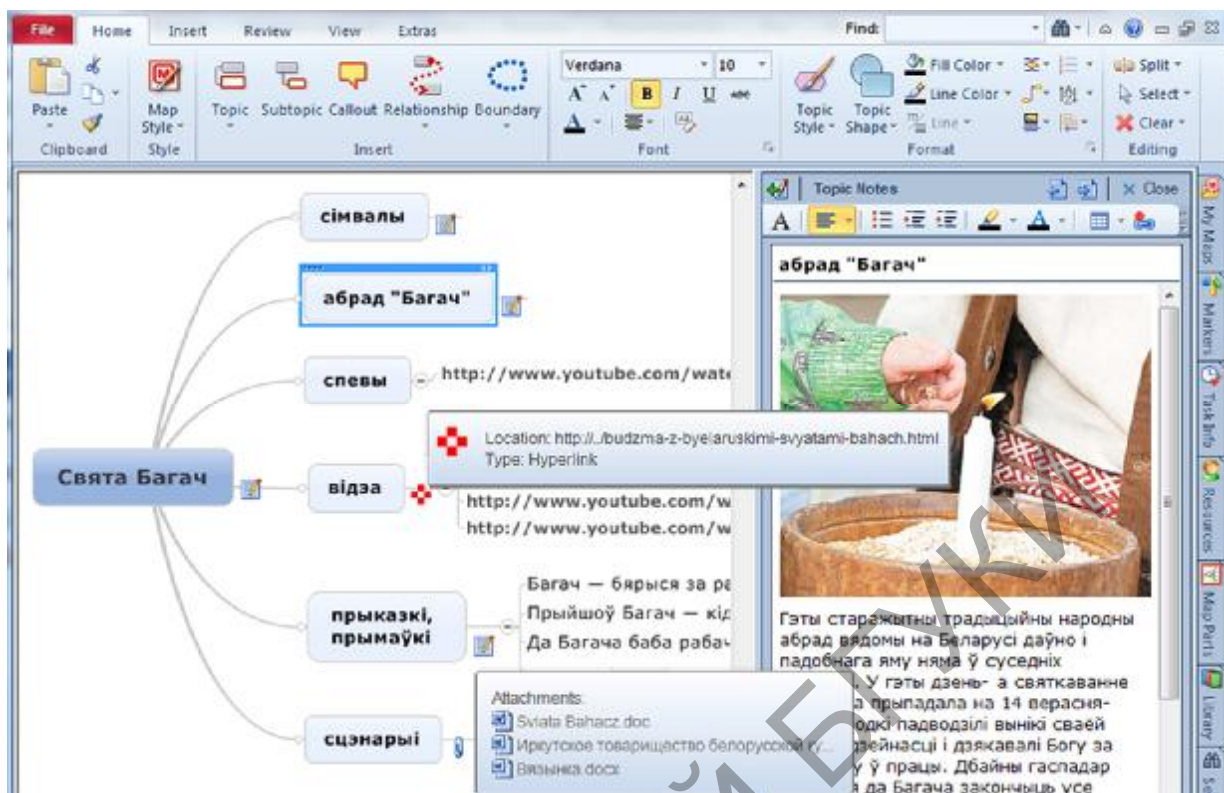 File Home Insert Review View Extras Find:
Paste Map Style Topic Subtopic Callout Relationship Boundary
Verdana 10
A A B I U abc
A
Topic Style Topic Shape
Fill Color Split
Line Color Select
Line Clear
Clipboard Style Insert Font Format Editing
Topic Notes Close
My Maps
Markers
Task Info
Resources
Map Parts
Library
Свята Багач
сімвалы
абрад "Багач"
спевы
http://www.youtube.com/wat
Location: http://../budzma-z-byelaruskimi-svyatami-bahach.html
Type: Hyperlink
відэа
http://www.youtube.com/w
http://www.youtube.com/w
прыказкі,
прымаўкі
Багач — бярыся за ра
Прыйшоў Багач — кід
Да Багача баба рабач
сцэнарыі
Attachments:
Sviata Bahacz.doc
Иркутское товарищество белорусской ку...
Вязынка.docx
абрад "Багач"
Гэты старажытны традыцыйны народны
абрад вядомы на Беларусі даўно і
падобнага яму няма ў суседніх
. У гэты дзень- а святкаванне
а прыпадала на 14 верасня-
одкі падводзілі вынікі сваей
зейнасці і дзякавалі Богу за
у ў працы. Дбайны гаспадар
я да Багача закончыць усе
Й БГУКИ